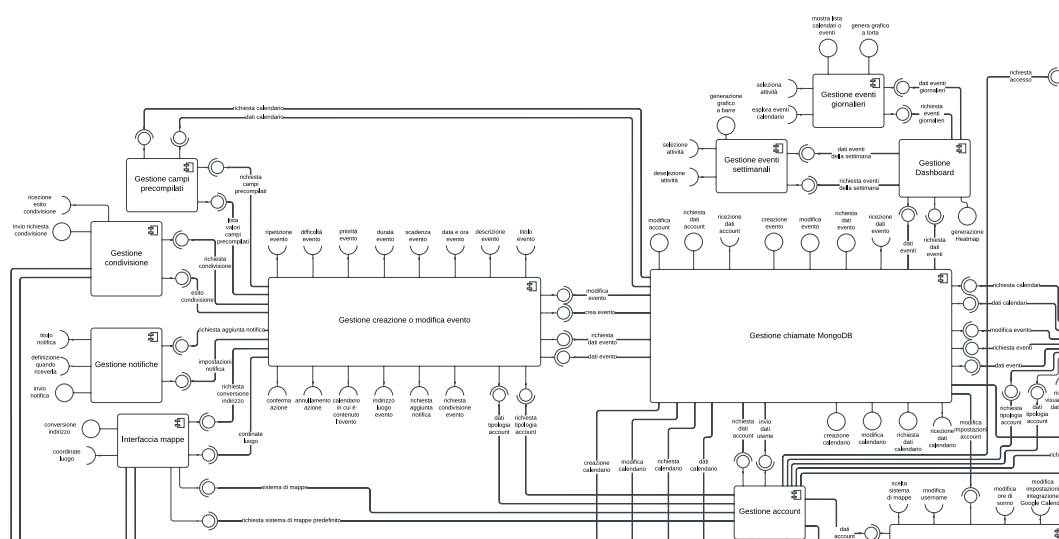 mostra lista
calendari o
eventi
genera grafico
a torta
richiesta
accesso
seleziona
attività
esplora eventi
calendario
Gestione eventi
giornalieri
dati eventi
giornalieri
richiesta
eventi
giornalieri
generazione
grafico
a barre
selezione
attività
deselezione
attività
Gestione eventi
settimanali
dati eventi
della settimana
richiesta eventi
della settimana
Gestione
Dashboard
generazione
Heatmap
dati
eventi
richiesta
dati
eventi
richiesta calendario
dati calendario
Gestione campi
precompilati
richiesta
campi
precompilati
lista
valori
campi
precompilati
ricezione
esito
condivisione
invio richiesta
condivisione
Gestione
condivisione
richiesta
condivisione
esito
condivisione
ripetizione
evento
difficoltà
evento
priorità
evento
durata
evento
scadenza
evento
data e ora
evento
descrizione
evento
titolo
evento
modifica
account
richiesta
dati
account
ricezione
dati
account
creazione
evento
modifica
evento
richiesta
dati
evento
ricezione
dati
evento
Gestione creazione o modifica evento
modifica
evento
crea evento
richiesta
dati evento
dati evento
Gestione chiamate MongoDB
richiesta calendari
dati calendari
modifica evento
richiesta eventi
dati eventi
titolo
notifica
definizione
quando
riceverla
invio
notifica
Gestione notifiche
richiesta aggiunta notifica
impostazioni
notifica
richiesta
conversione
indirizzo
conversione
indirizzo
coordinate
luogo
Interfaccia mappe
cordinate
luogo
conferma
azione
annullamento
azione
calendario
in cui è
contenuto
l'evento
indirizzo
luogo
evento
richiesta
aggiunta
notifica
richiesta
condivisione
evento
dati
tipologia
account
richiesta
tipologia
account
creazione
calendario
modifica
calendario
richiesta
calendario
dati
calendario
richiesta
dati
account
invio
dati
utente
creazione
calendario
modifica
calendario
richiesta
dati
calendario
ricezione
dati
calendario
modifica
impostazioni
account
richiesta
tipologia
account
dati
tipologia
account
sistema di mappe
richiesta sistema di mappe predefinito
Gestione account
dati
account
scelta
sistema
di mappe
modifica
username
modifica
ore di
sonno
modifica
impostazioni
integrazione
Google Calend